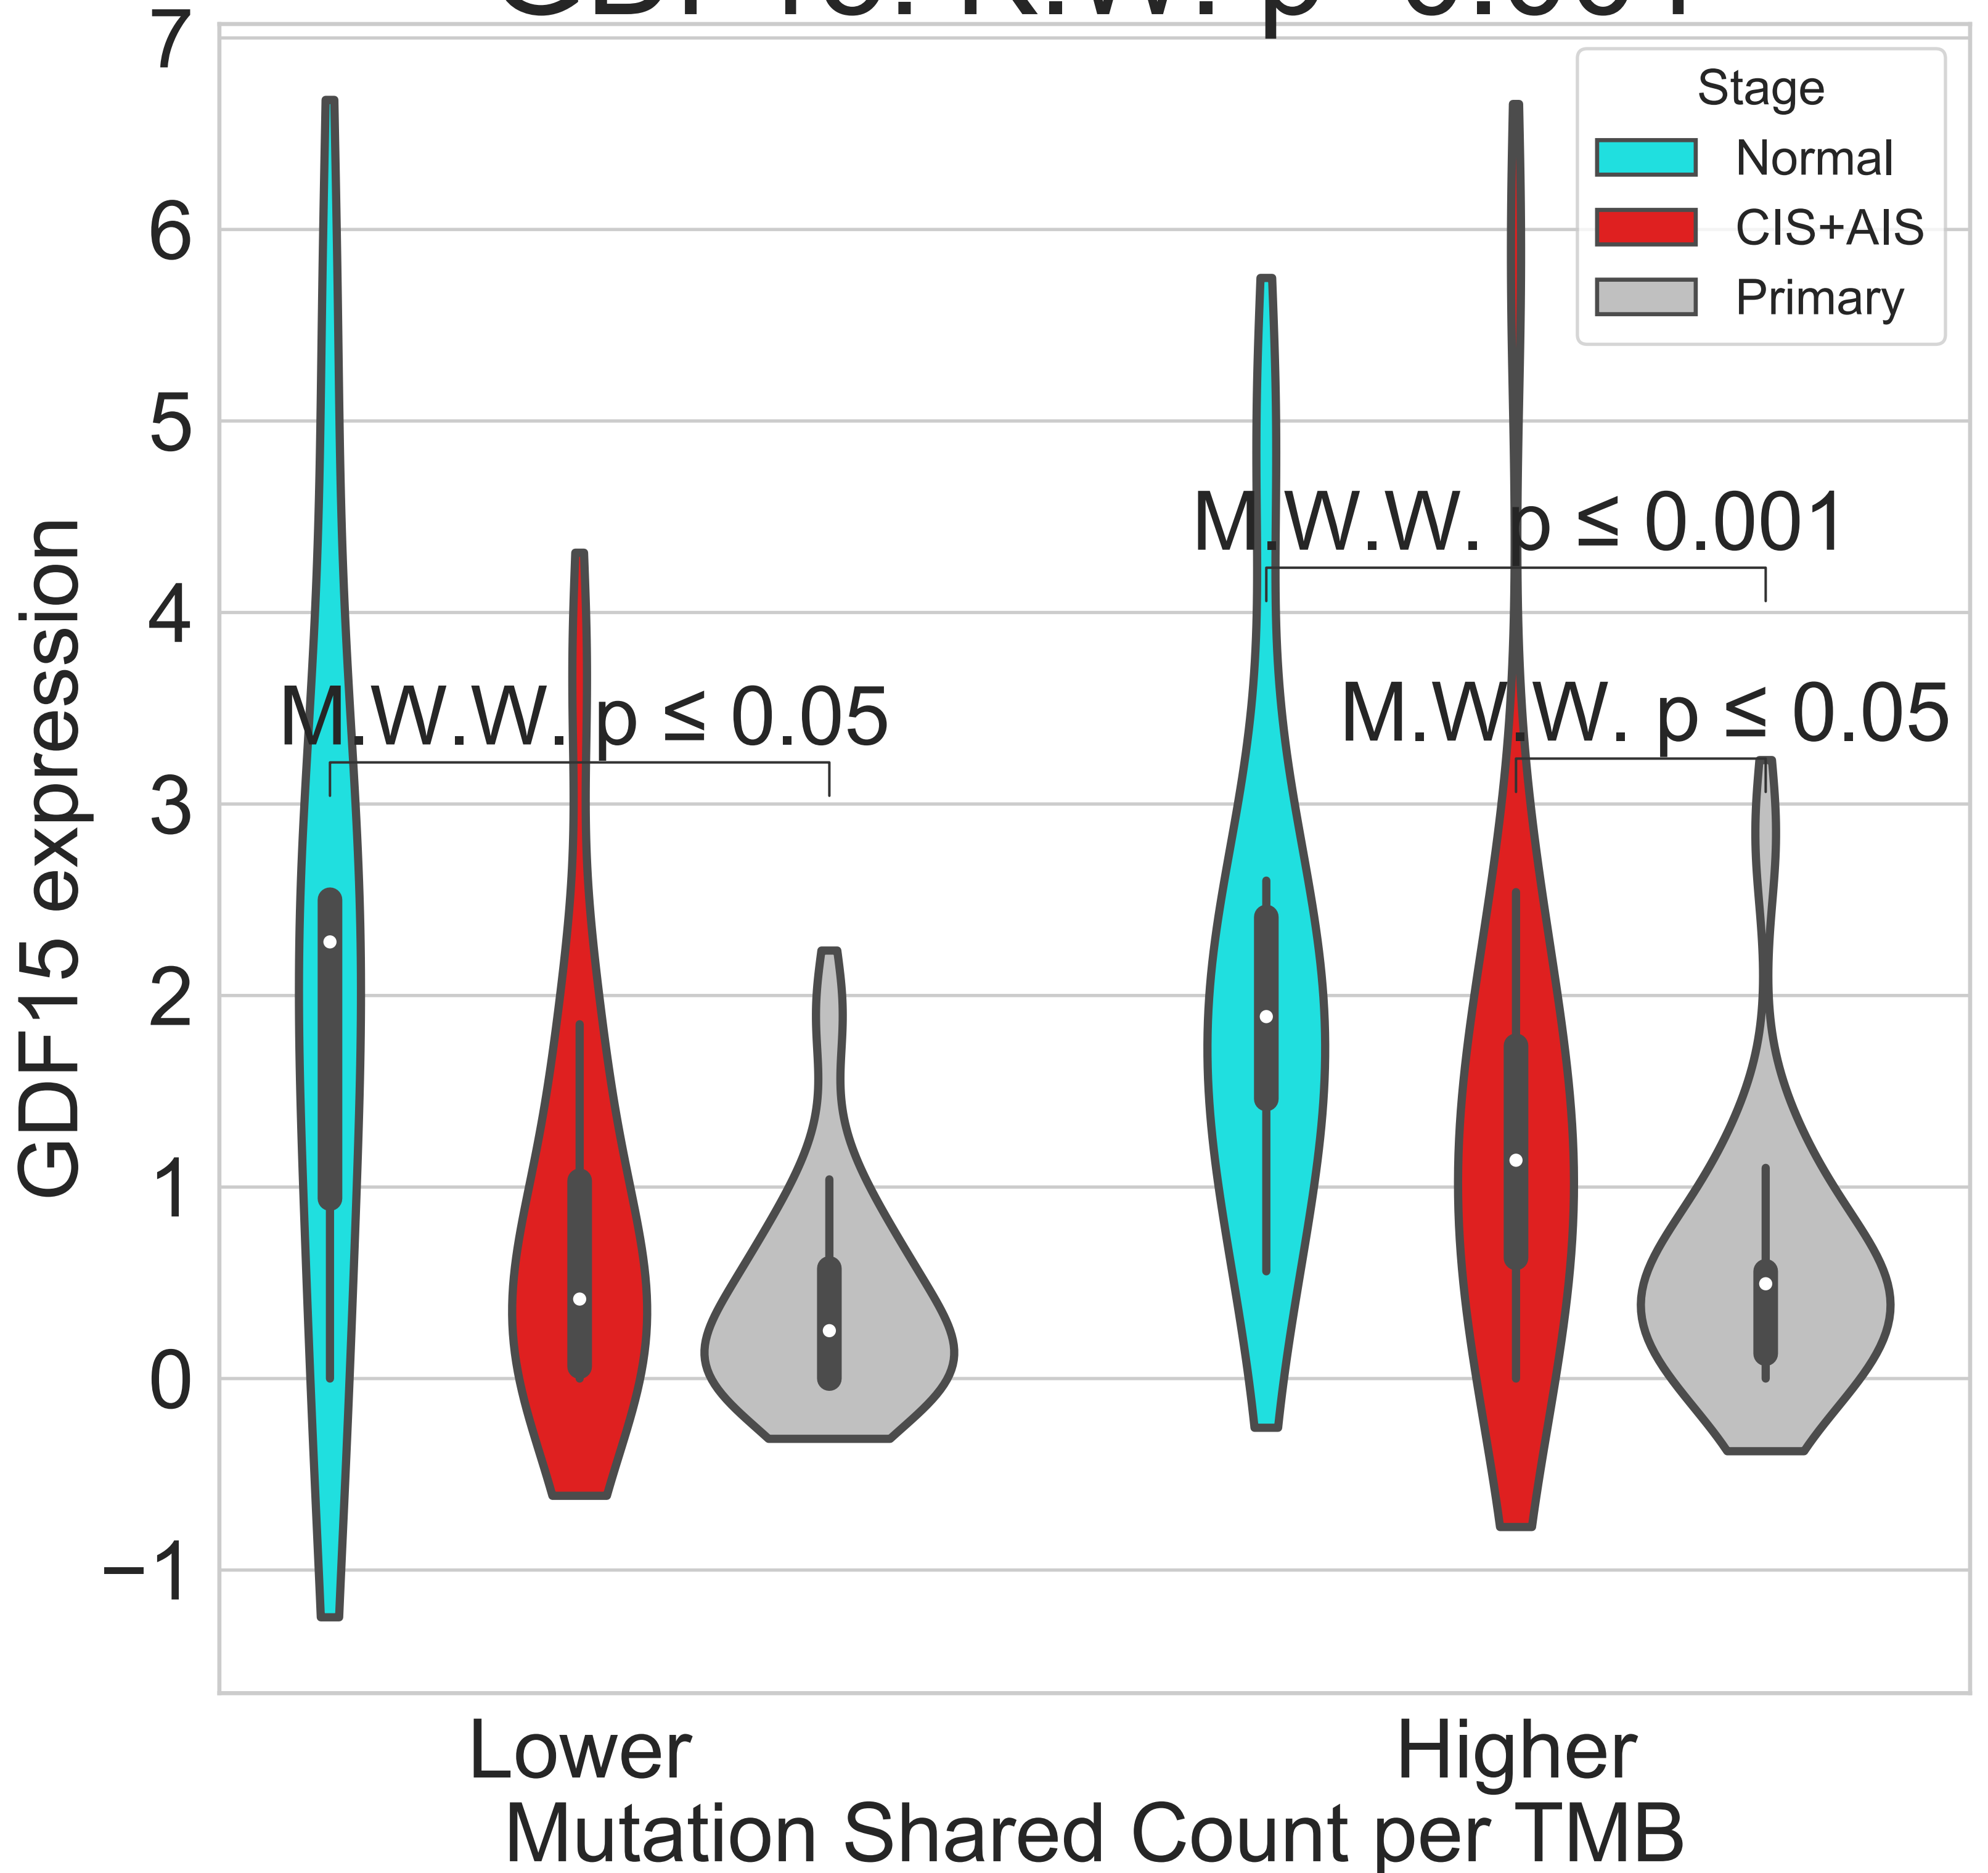 GDF15: K.W. p
7
6
5
4
3
2
1
0
−1
GDF15 expression
Stage
Normal
CIS+AIS
Primary
M.W.W. p ≤ 0.001
M.W.W. p ≤ 0.05
M.W.W. p ≤ 0.05
Lower
Higher
Mutation Shared Count per TMB